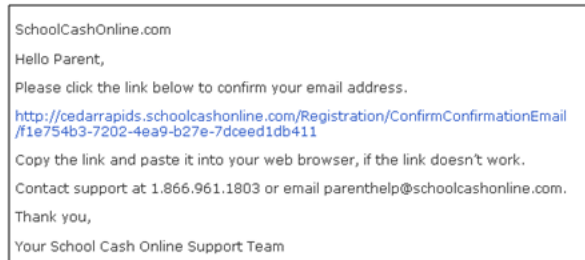 SchoolCashOnline.com
Hello Parent,
Please click the link below to confirm your email address.
http://cedarrapids.schoolcashonline.com/Registration/ConfirmConfirmationEmail
/f1e754b3-7202-4ea9-b27e-7dceed1db411
Copy the link and paste it into your web browser, if the link doesn't work.
Contact support at 1.866.961.1803 or email parenthelp@schoolcashonline.com.
Thank you,
Your School Cash Online Support Team